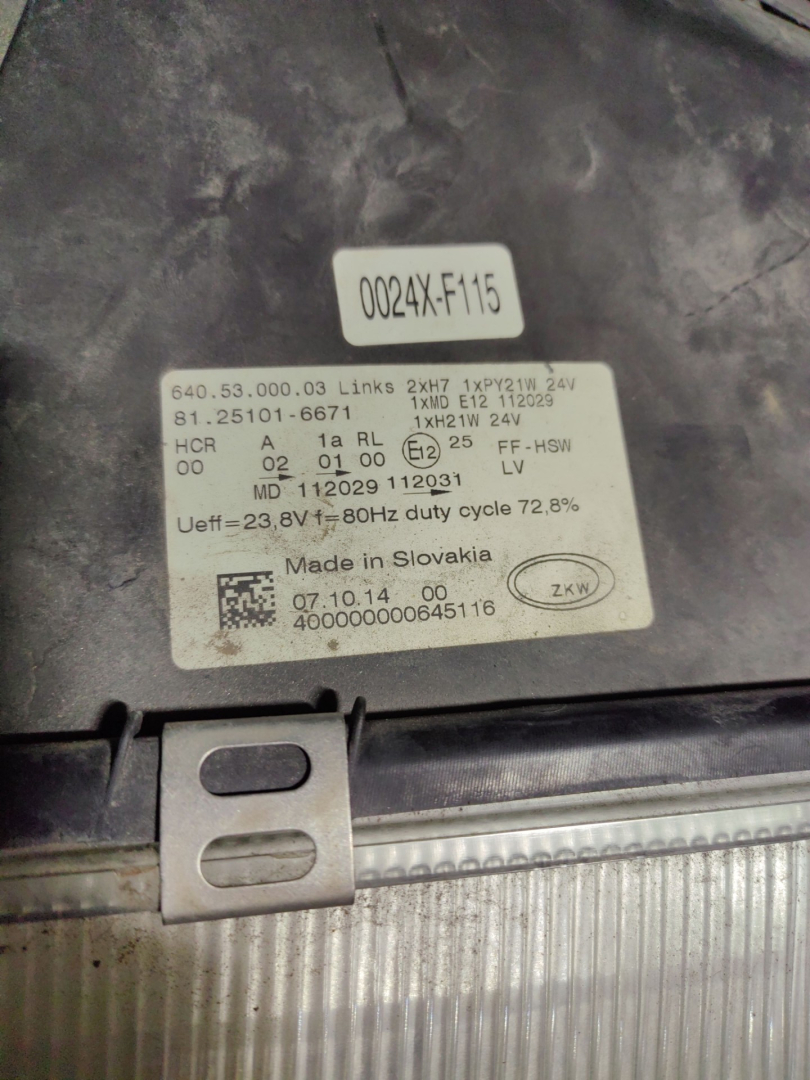 0024X-F115
640.53.000.03 Links 2xH7 1xPY21W 24V
81.25101-6671 1xMD E12 112029
1xH21W 24V
HCR A 1a RL E12 25 FF-HSW
00 02 01 00 LV
MD 112029 112031
Ueff=23,8V f=80Hz duty cycle 72,8%
Made in Slovakia
07.10.14 00 ZKW
400000000645116